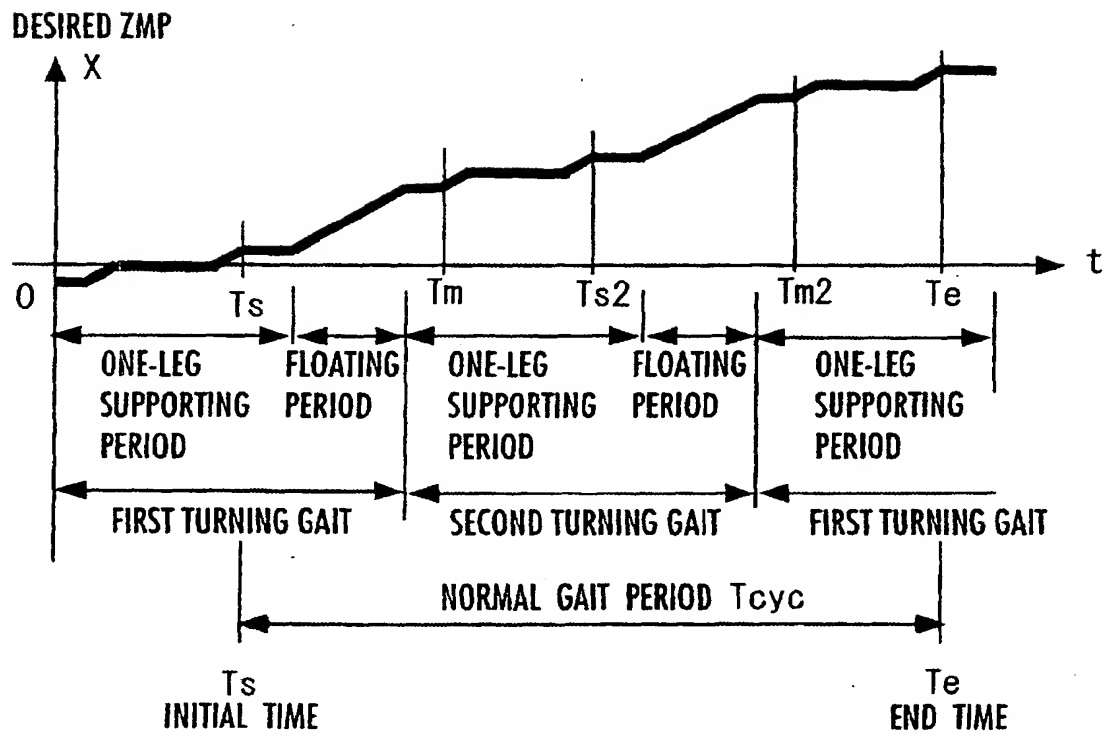 DESIRED ZMP
X
t
0
Ts
Tm
Ts2
Tm2
Te
ONE-LEG
SUPPORTING
PERIOD
FLOATING
PERIOD
ONE-LEG
SUPPORTING
PERIOD
FLOATING
PERIOD
ONE-LEG
SUPPORTING
PERIOD
FIRST TURNING GAIT
SECOND TURNING GAIT
FIRST TURNING GAIT
NORMAL GAIT PERIOD Tcyc
Ts
INITIAL TIME
Te
END TIME